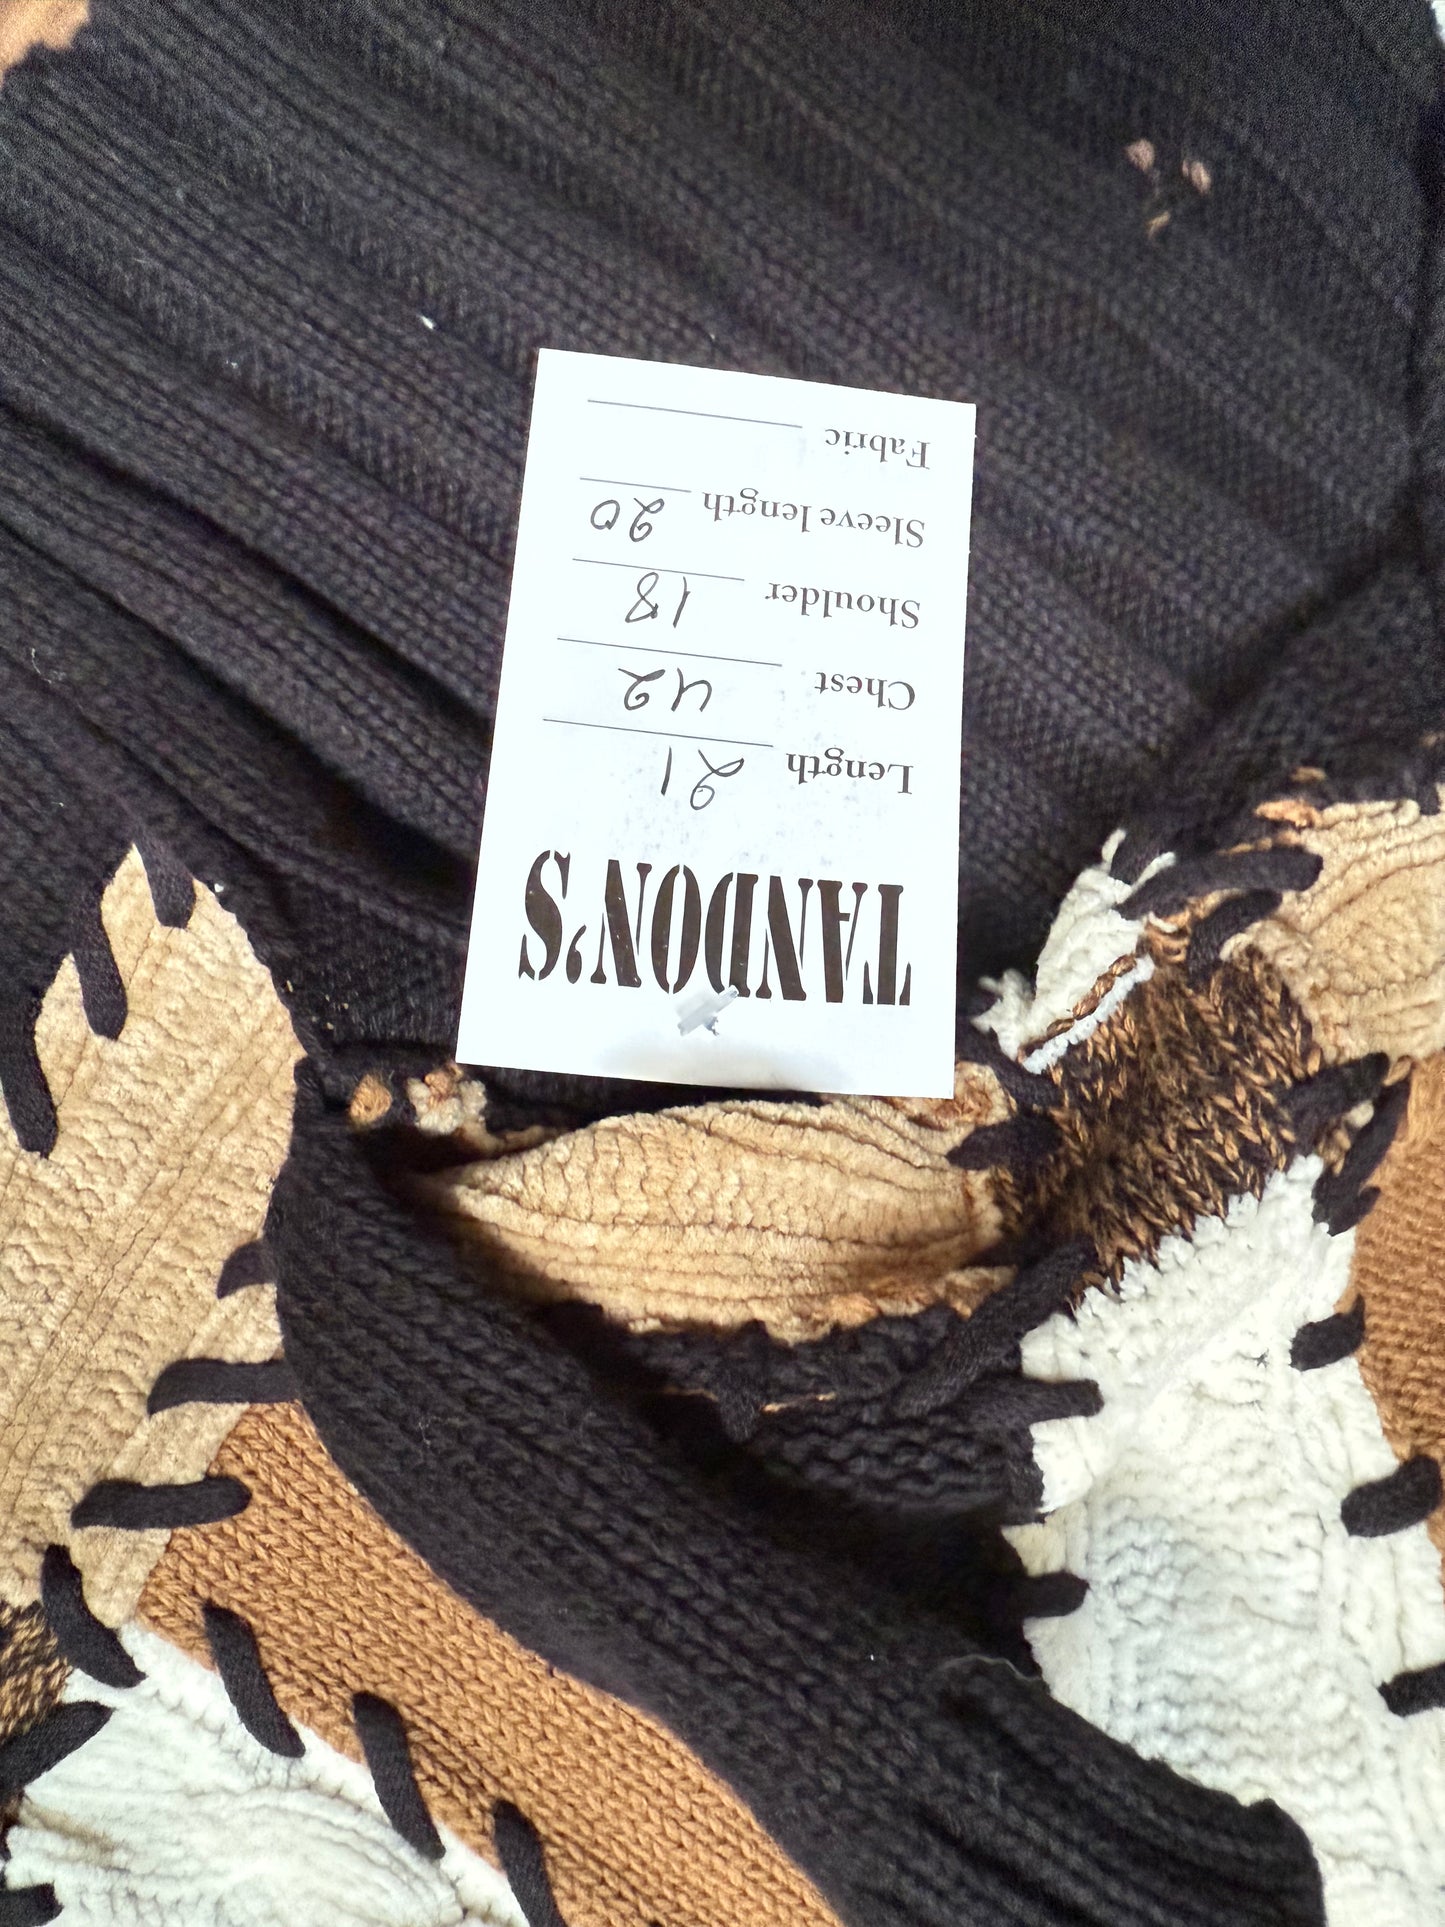 TANDON'S
Length 21
Chest 42
Shoulder 18
Sleeve length 20
Fabric